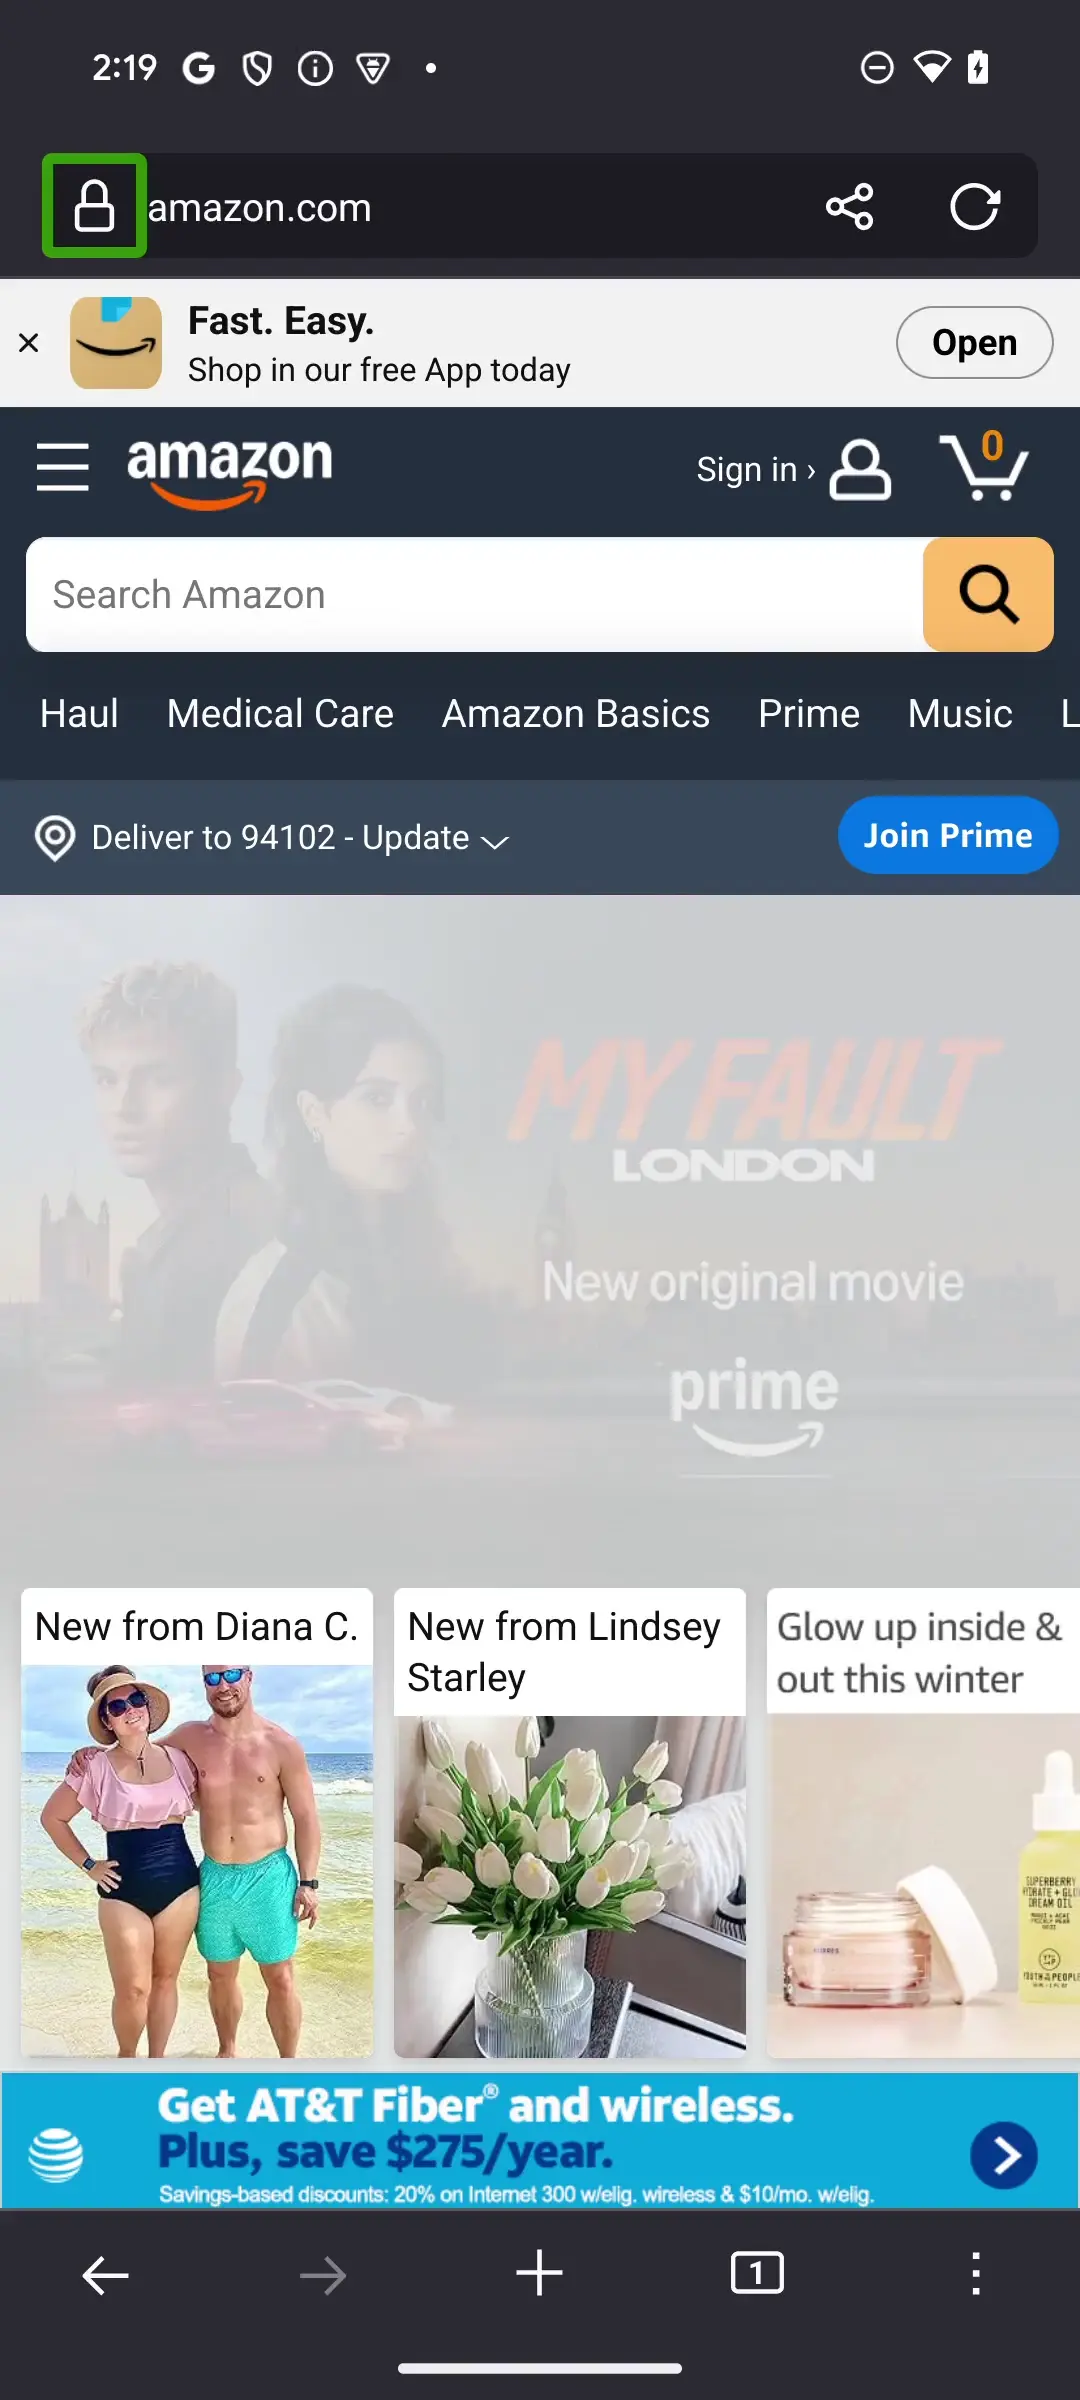 2:19
amazon.com
Fast. Easy.
Shop in our free App today
Open
amazon
Sign in ›
0
Search Amazon
Haul Medical Care Amazon Basics Prime Music L
Deliver to 94102 - Update
Join Prime
MY FAULT
LONDON
New original movie
prime
New from Diana C.
New from Lindsey
Starley
Glow up inside &
out this winter
SUPERBERRY
HYDRATE + GLO
DREAM OIL
YOUTH TO THE PEOPLE
Get AT&T Fiber® and wireless.
Plus, save $275/year.
Savings-based discounts: 20% on Internet 300 w/elig. wireless & $10/mo. w/elig.
1